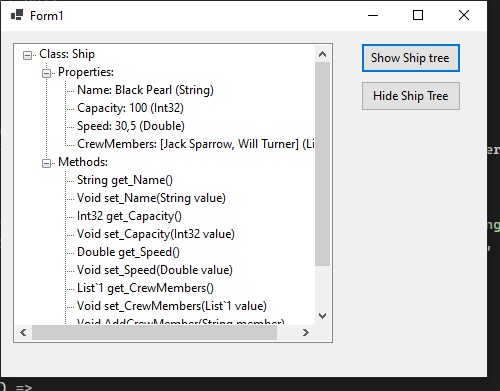 Form1
Class: Ship
Properties:
Name: Black Pearl (String)
Capacity: 100 (Int32)
Speed: 30,5 (Double)
CrewMembers: [Jack Sparrow, Will Turner] (Li
Methods:
String get_Name()
Void set_Name(String value)
Int32 get_Capacity()
Void set_Capacity(Int32 value)
Double get_Speed()
Void set_Speed(Double value)
List`1 get_CrewMembers()
Void set_CrewMembers(List`1 value)
Void AddCrewMember(String member)
Show Ship tree
Hide Ship Tree
er
ng
=>